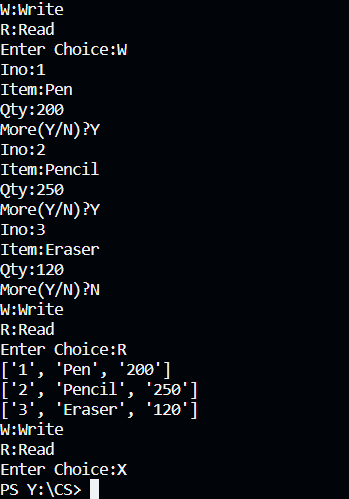 W:Write
R:Read
Enter Choice:W
Ino:1
Item:Pen
Qty:200
More(Y/N)?Y
Ino:2
Item:Pencil
Qty:250
More(Y/N)?Y
Ino:3
Item:Eraser
Qty:120
More(Y/N)?N
W:Write
R:Read
Enter Choice:R
['1', 'Pen', '200']
['2', 'Pencil', '250']
['3', 'Eraser', '120']
W:Write
R:Read
Enter Choice:X
PS Y:\CS>